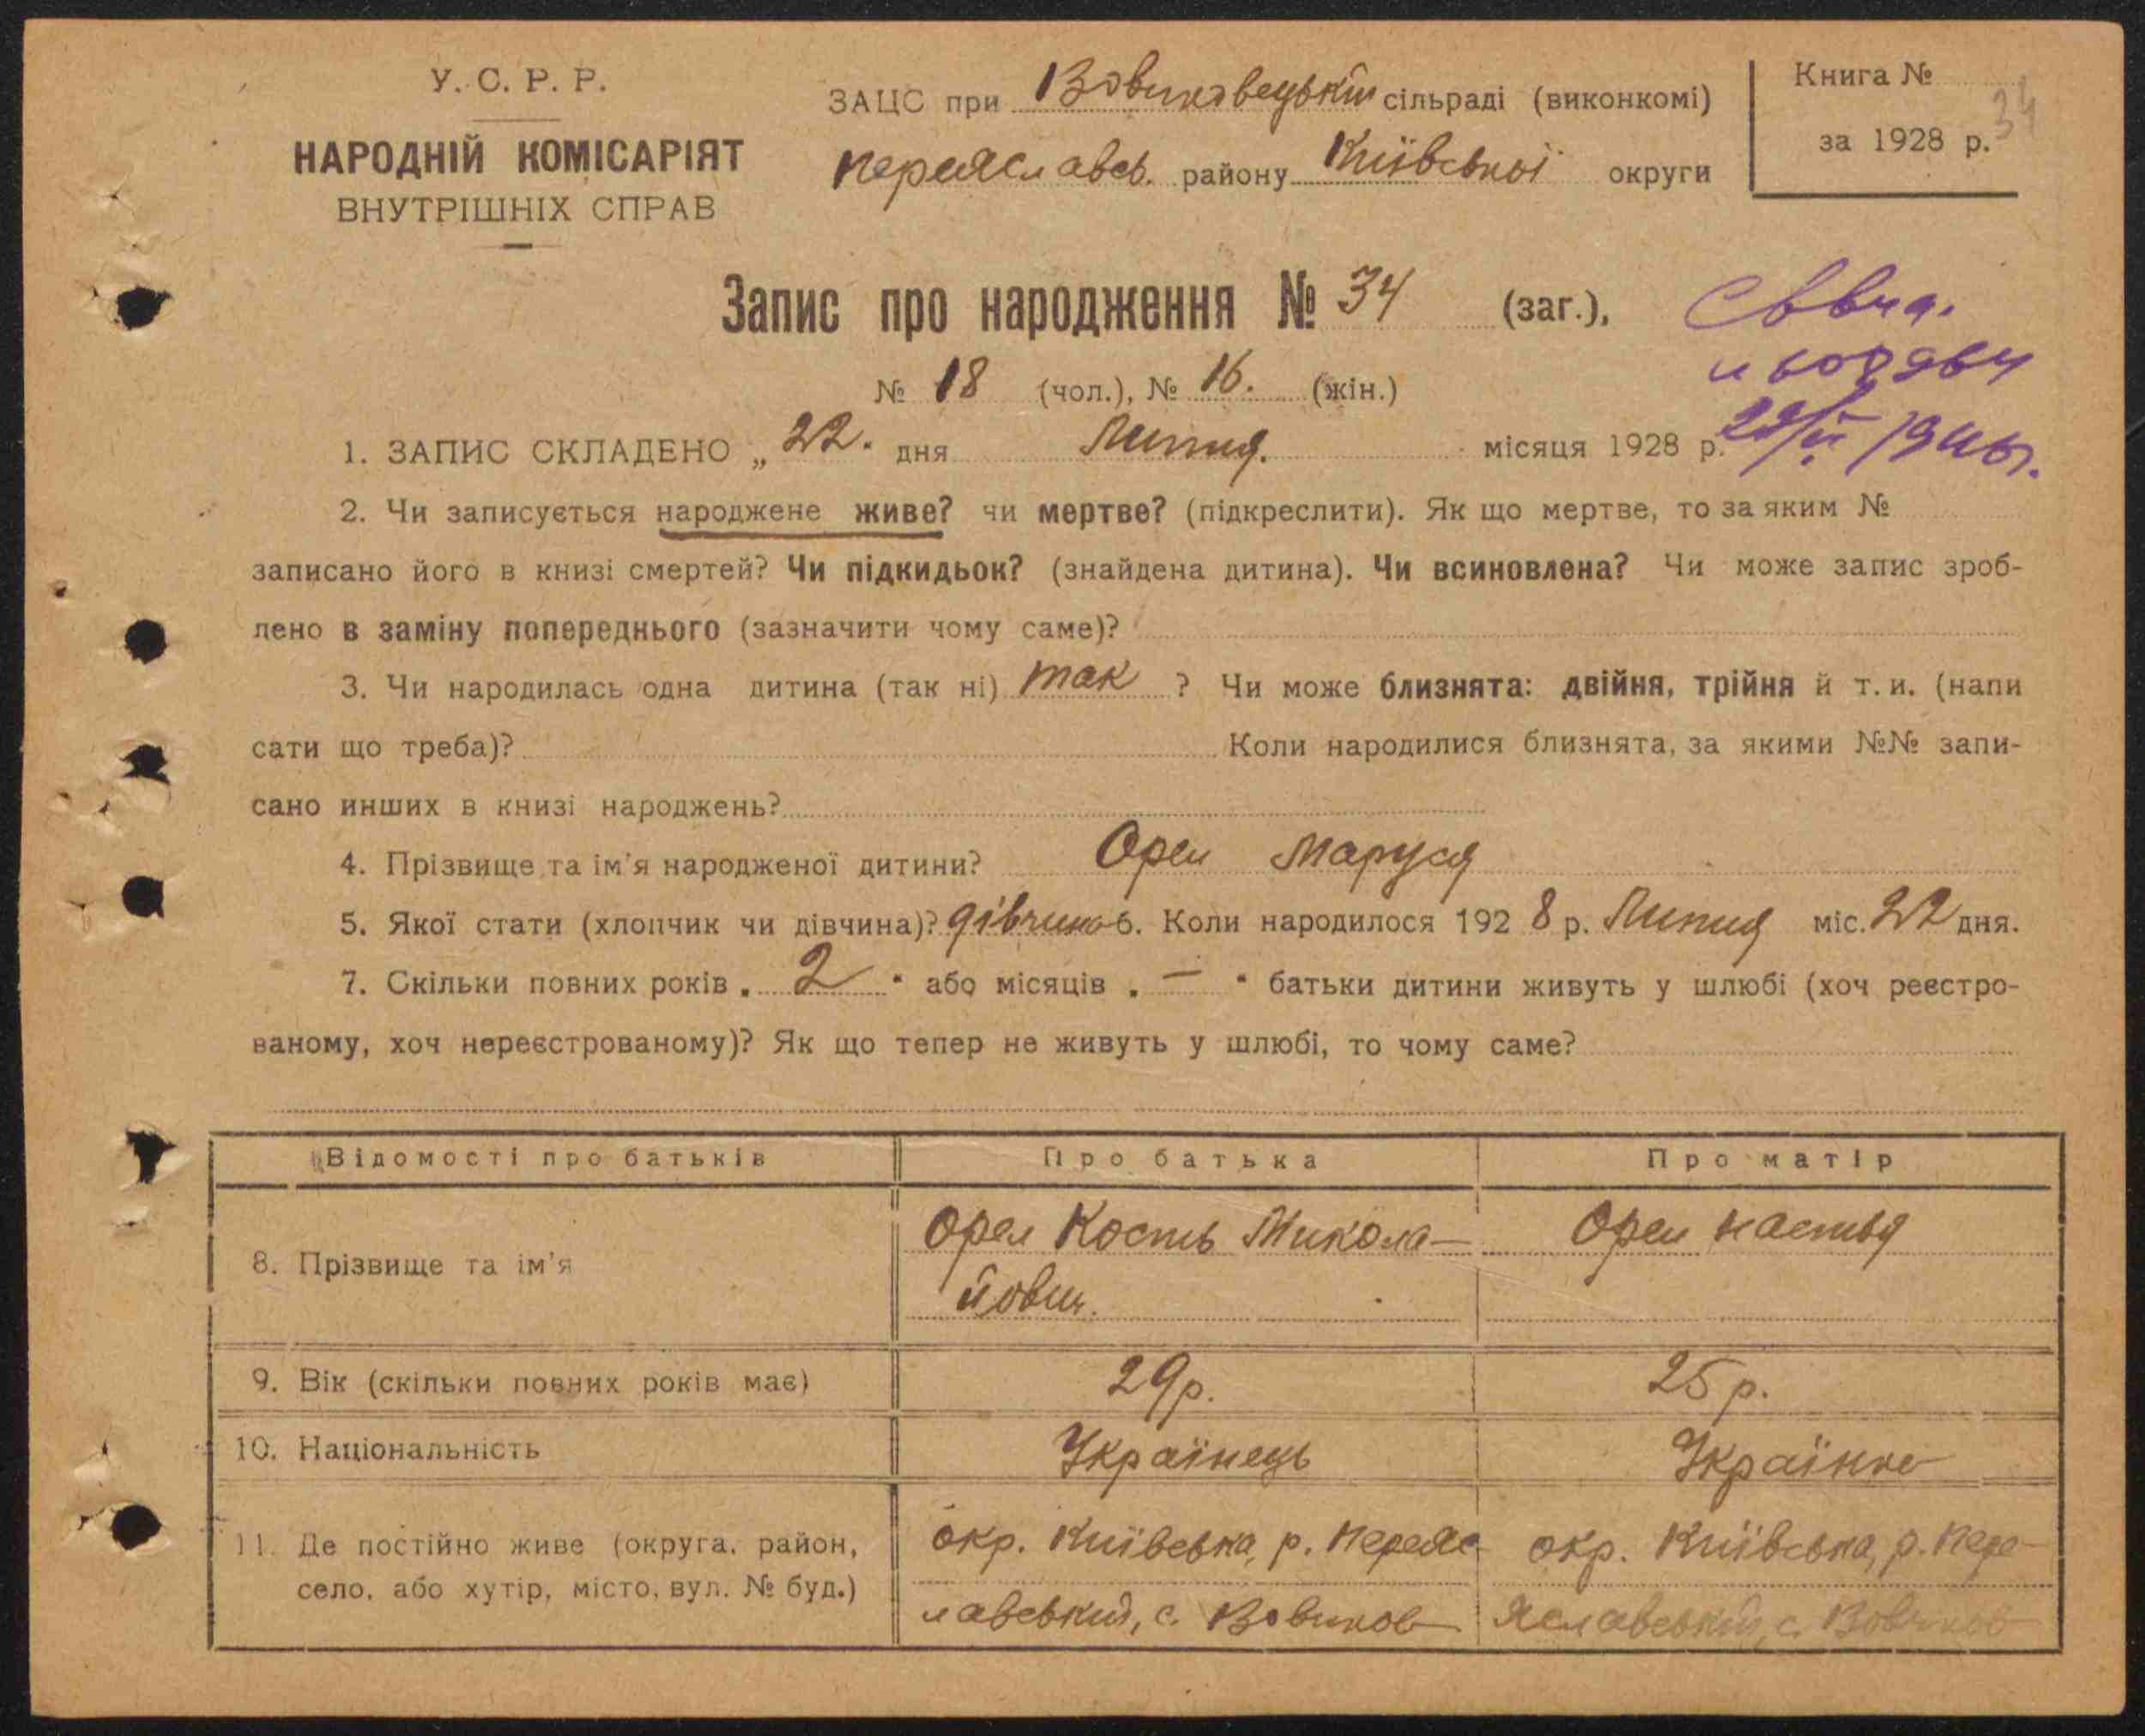 У. С. Р. Р.
НАРОДНІЙ КОМІСАРІЯТ
ВНУТРІШНІХ СПРАВ
ЗАЦС при Вовчковецькій сільраді (виконкомі)
Переяславсь. району Київської округи
Книга №
за 1928 р.
34
Запис про народження № 34 (заг.),
№ 18 (чол.), № 16. (жін.)
1. ЗАПИС СКЛАДЕНО „ 22 " дня Липня. місяця 1928 р.
2. Чи записується народжене живе? чи мертве? (підкреслити). Як що мертве, то за яким №
записано його в книзі смертей? Чи підкидьок? (знайдена дитина). Чи всиновлена? Чи може запис зроб-
лено в заміну попереднього (зазначити чому саме)?
3. Чи народилась одна дитина (так ні) так ? Чи може близнята: двійня, трійня й т. и. (напи
сати що треба)? Коли народилися близнята, за якими №№ запи-
сано инших в книзі народжень?
4. Прізвище та ім'я народженої дитини? Орел Маруся
5. Якої стати (хлопчик чи дівчина)? дівчина 6. Коли народилося 192 8 р. Липня міс. 22 дня.
7. Скільки повних років „ 2 " або місяців „ — " батьки дитини живуть у шлюбі (хоч реєстро-
ваному, хоч нереєстрованому)? Як що тепер не живуть у шлюбі, то чому саме?
Відомості про батьків Про батька Про матір
8. Прізвище та ім'я Орел Кость Микола- Орел Настья
йович.
9. Вік (скільки повних років має) 29 р. 25 р.
10. Національність Українець Українка
11. Де постійно живе (округа, район, окр. Київська, р. Переяс окр. Київська, р. Пере-
село, або хутір, місто, вул. № буд.) лавський, с. Вовчков яславський, с. Вовчков